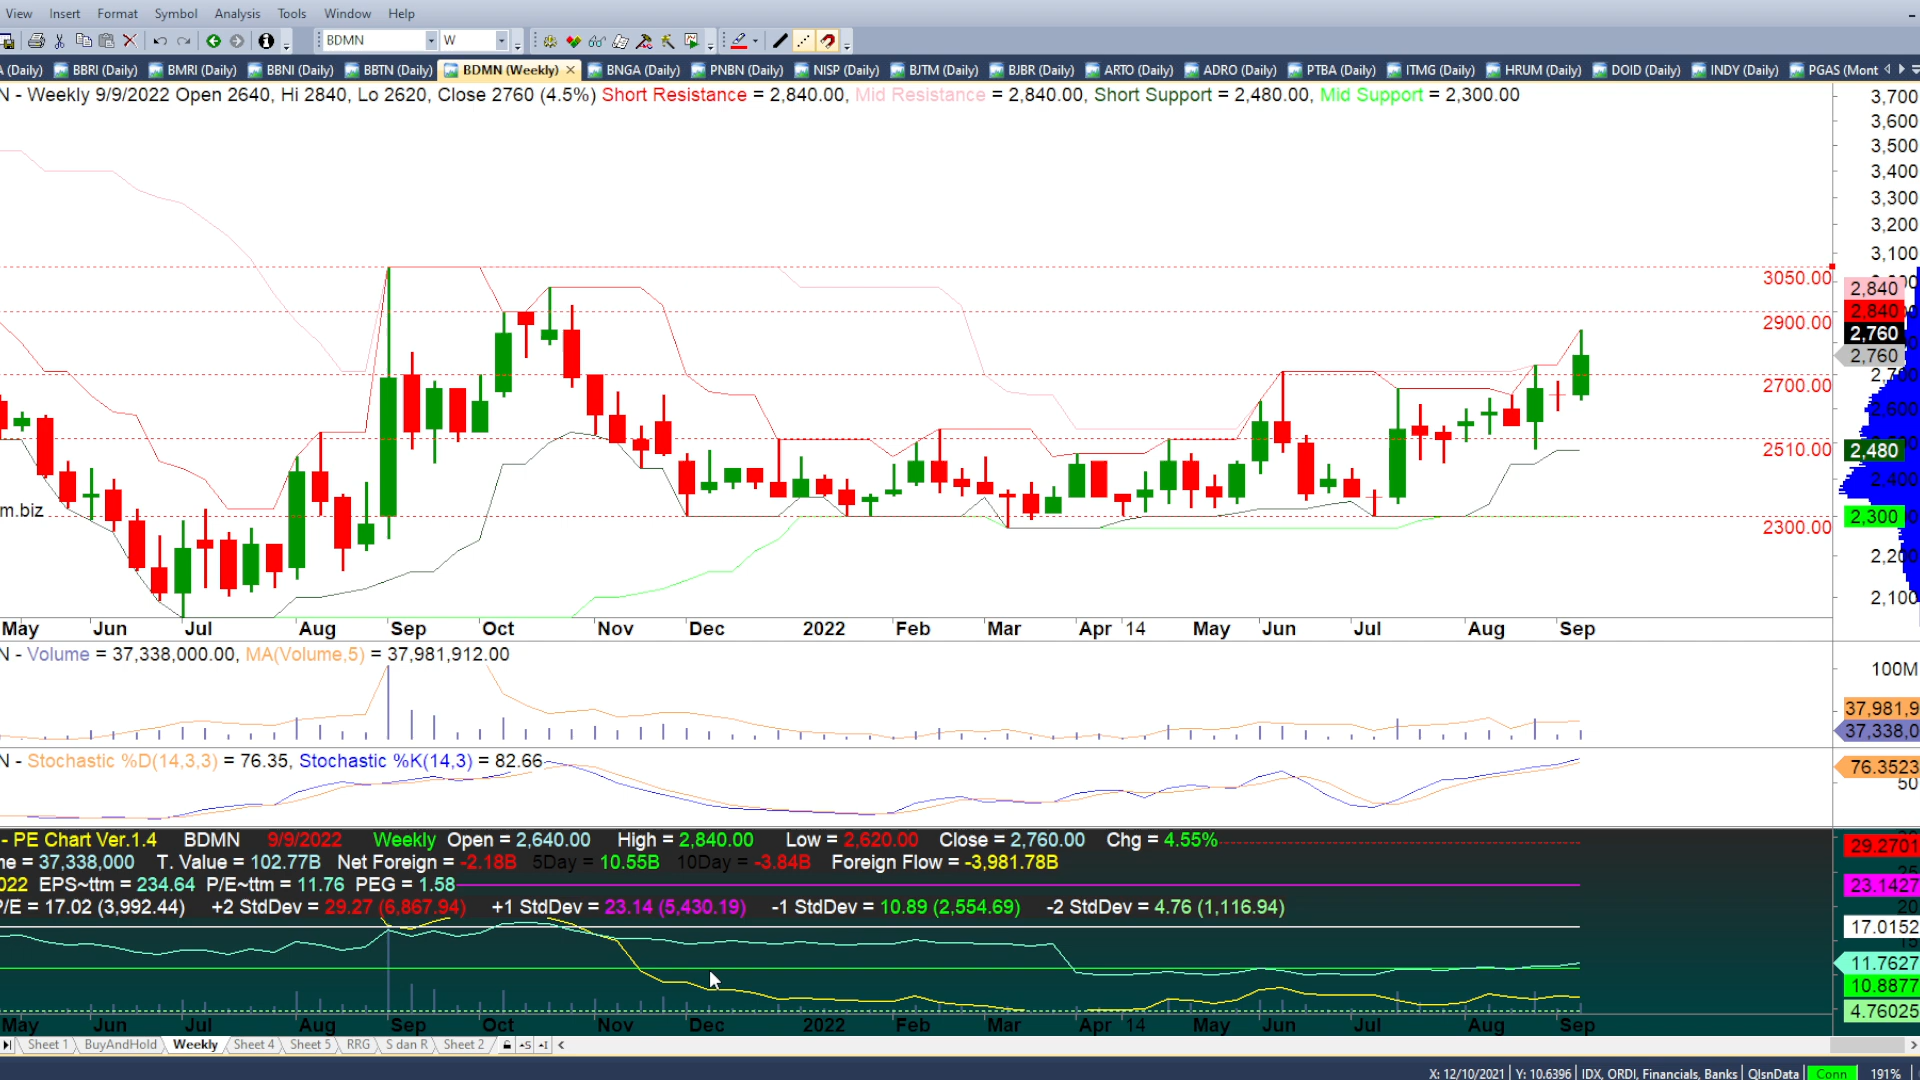 View Insert Format Symbol Analysis Tools Window Help
BDMN W
(Daily) BBRI (Daily) BMRI (Daily) BBNI (Daily) BBTN (Daily) BDMN (Weekly) BNGA (Daily) PNBN (Daily) NISP (Daily) BJTM (Daily) BJBR (Daily) ARTO (Daily) ADRO (Daily) PTBA (Daily) ITMG (Daily) HRUM (Daily) DOID (Daily) INDY (Daily) PGAS (Mont
N - Weekly 9/9/2022 Open 2640, Hi 2840, Lo 2620, Close 2760 (4.5%) Short Resistance = 2,840.00, Mid Resistance = 2,840.00, Short Support = 2,480.00, Mid Support = 2,300.00
3,700
3,600
3,500
3,400
3,300
3,200
3,100
3050.00
2,840
2,840
2900.00
2,760
2,760
2700.00
2,600
2510.00
2,480
2,400
m.biz
2,300
2300.00
2,200
2,100
May Jun Jul Aug Sep Oct Nov Dec 2022 Feb Mar Apr 14 May Jun Jul Aug Sep
N - Volume = 37,338,000.00, MA(Volume,5) = 37,981,912.00
100M
37,981,9
37,338,0
N - Stochastic %D(14,3,3) = 76.35, Stochastic %K(14,3) = 82.66
76.3523
50
- PE Chart Ver.1.4 BDMN 9/9/2022 Weekly Open = 2,640.00 High = 2,840.00 Low = 2,620.00 Close = 2,760.00 Chg = 4.55%
29.2701
ne = 37,338,000 T. Value = 102.77B Net Foreign = -2.18B 5Day = 10.55B 10Day = -3.84B Foreign Flow = -3,981.78B
022 EPS~ttm = 234.64 P/E~ttm = 11.76 PEG = 1.58
23.1427
P/E = 17.02 (3,992.44) +2 StdDev = 29.27 (6,867.94) +1 StdDev = 23.14 (5,430.19) -1 StdDev = 10.89 (2,554.69) -2 StdDev = 4.76 (1,116.94)
20
17.0152
11.7627
10.8877
4.76025
May Jun Jul Aug Sep Oct Nov Dec 2022 Feb Mar Apr 14 May Jun Jul Aug Sep
Sheet 1 BuyAndHold Weekly Sheet 4 Sheet 5 RRG S dan R Sheet 2
X: 12/10/2021 Y: 10.6396 IDX, ORDI, Financials, Banks QlsnData Conn 191%